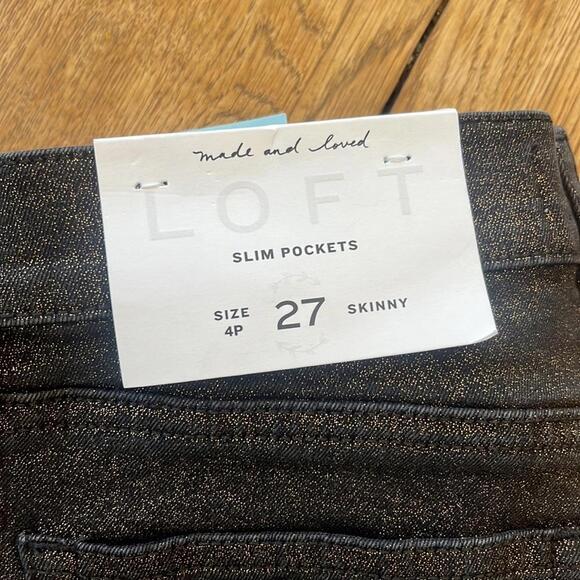 made and loved
LOFT
SLIM POCKETS
SIZE 4P 27 SKINNY